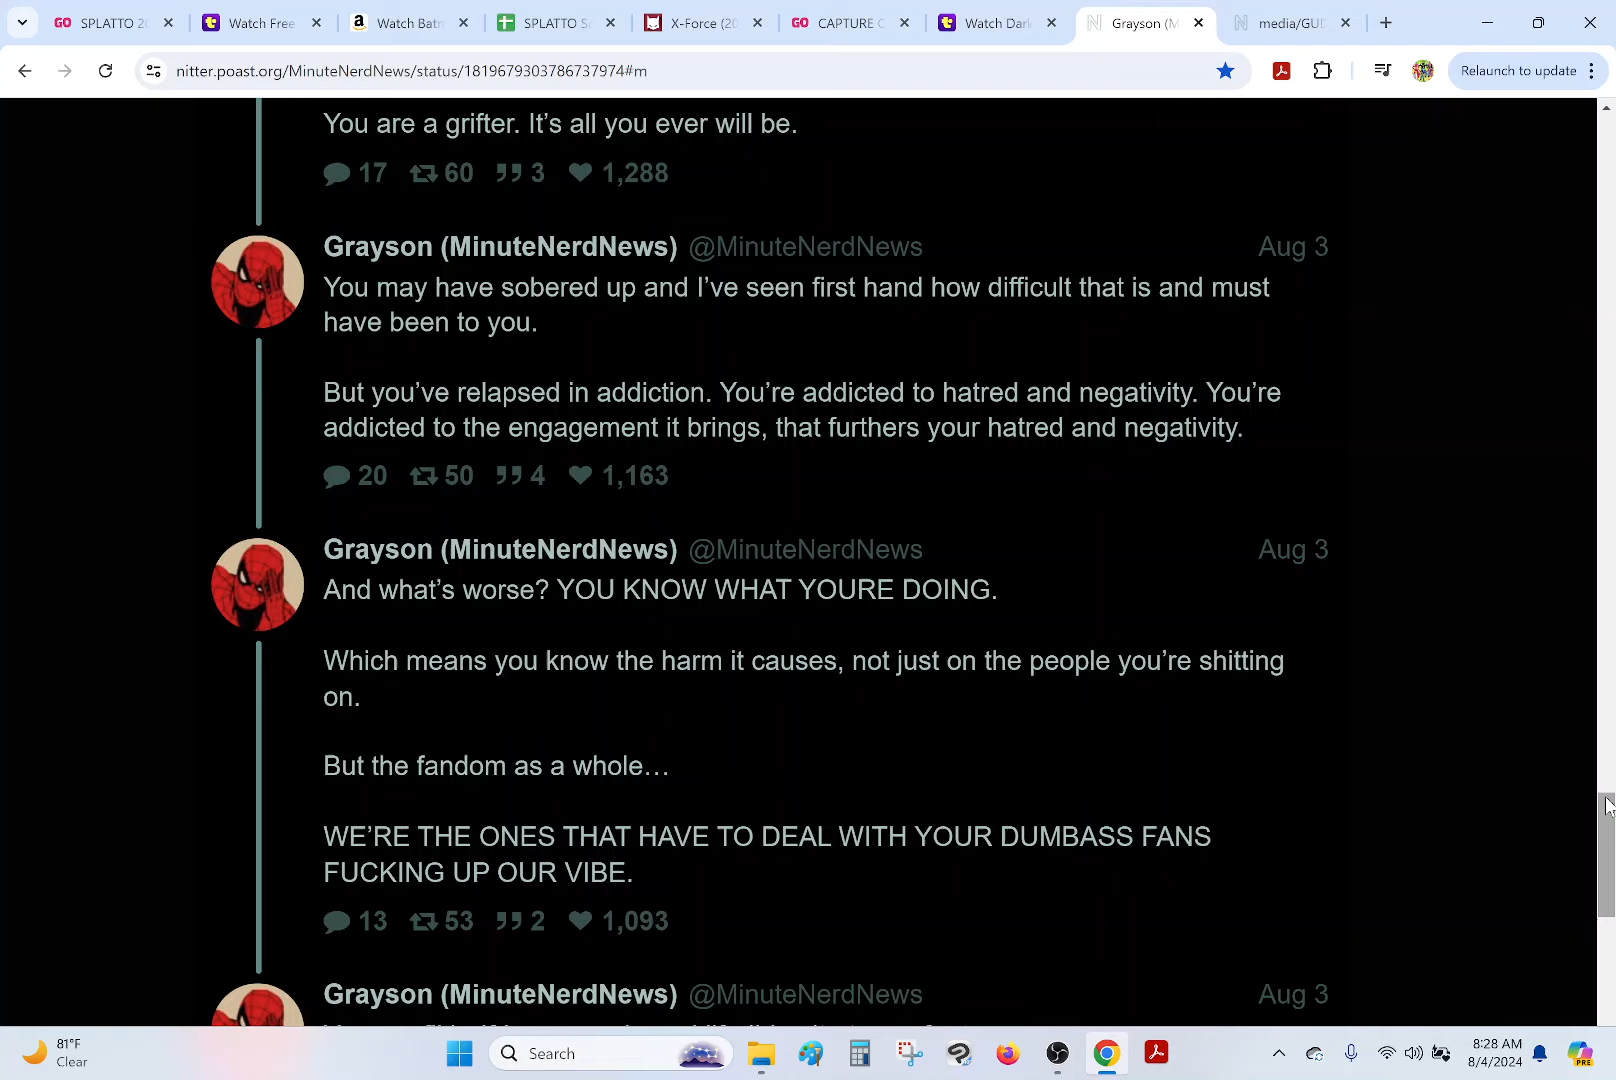 SPLATTO 20
Watch Free
Watch Batm
SPLATTO Sc
X-Force (20
CAPTURE C
Watch Dark
Grayson (M
media/GUD
nitter.poast.org/MinuteNerdNews/status/1819679303786737974#m
Relaunch to update
You are a grifter. It’s all you ever will be.
17 60 3 1,288
Grayson (MinuteNerdNews) @MinuteNerdNews Aug 3
You may have sobered up and I’ve seen first hand how difficult that is and must
have been to you.
But you’ve relapsed in addiction. You’re addicted to hatred and negativity. You’re
addicted to the engagement it brings, that furthers your hatred and negativity.
20 50 4 1,163
Grayson (MinuteNerdNews) @MinuteNerdNews Aug 3
And what’s worse? YOU KNOW WHAT YOURE DOING.
Which means you know the harm it causes, not just on the people you’re shitting
on.
But the fandom as a whole…
WE’RE THE ONES THAT HAVE TO DEAL WITH YOUR DUMBASS FANS
FUCKING UP OUR VIBE.
13 53 2 1,093
Grayson (MinuteNerdNews) @MinuteNerdNews Aug 3
81°F
Clear
Search
8:28 AM
8/4/2024